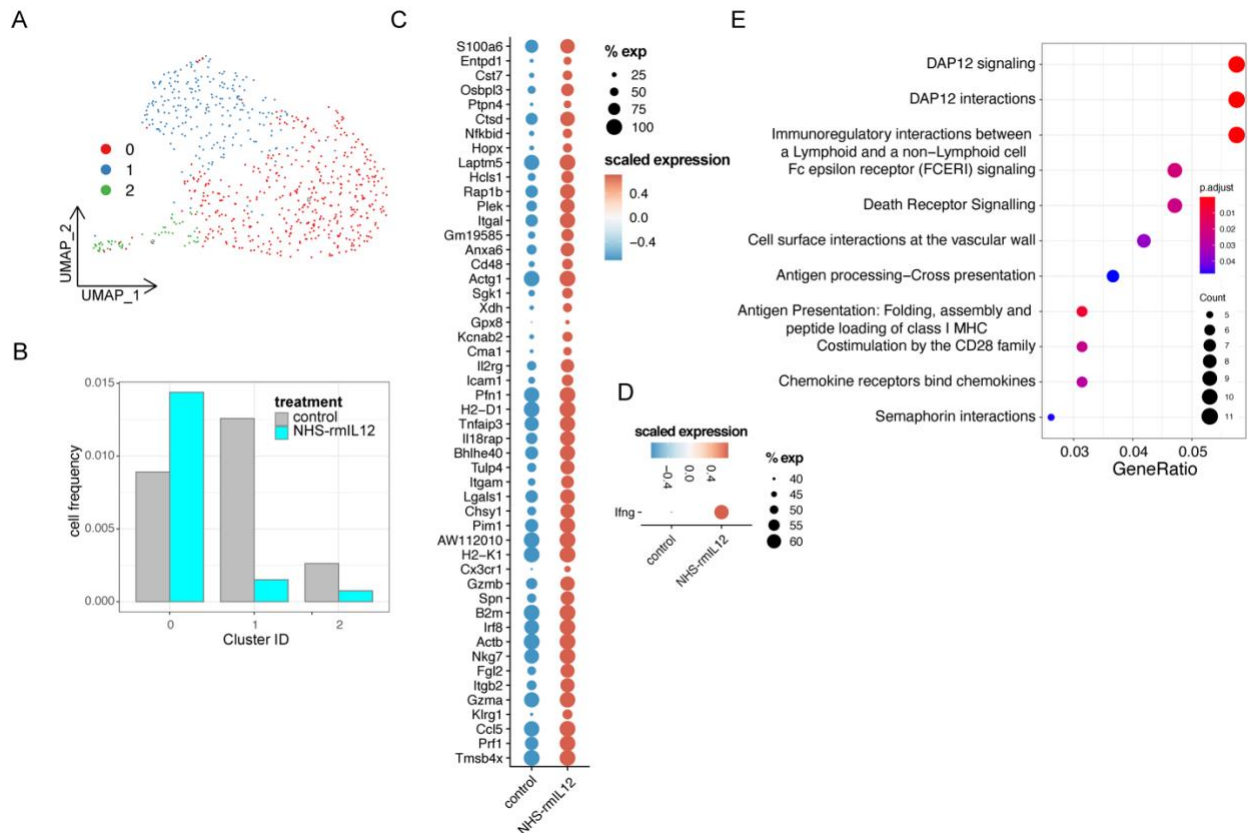 A
0
1
2
UMAP_2
UMAP_1
B
0.015
0.010
0.005
0.000
cell frequency
treatment
control
NHS-rmIL12
0
1
2
Cluster ID
C
S100a6
Entpd1
Cst7
Osbpl3
Ptpn4
Ctsd
Nfkbid
Hopx
Laptm5
Hcls1
Rap1b
Plek
Itgal
Gm19585
Anxa6
Cd48
Actg1
Sgk1
Xdh
Gpx8
Kcnab2
Cma1
Il2rg
Icam1
Pfn1
H2-D1
Tnfaip3
Il18rap
Bhlhe40
Tulp4
Itgam
Lgals1
Chsy1
Pim1
AW112010
H2-K1
Cx3cr1
Gzmb
Spn
B2m
Irf8
Actb
Nkg7
Fgl2
Itgb2
Gzma
Klrg1
Ccl5
Prf1
Tmsb4x
control
NHS-rmIL12
% exp
25
50
75
100
scaled expression
0.4
0.0
-0.4
D
scaled expression
-0.4
0.0
0.4
Ifng
control
NHS-rmIL12
% exp
40
45
50
55
60
E
DAP12 signaling
DAP12 interactions
Immunoregulatory interactions between
a Lymphoid and a non-Lymphoid cell
Fc epsilon receptor (FCERI) signaling
Death Receptor Signalling
Cell surface interactions at the vascular wall
Antigen processing-Cross presentation
Antigen Presentation: Folding, assembly and
peptide loading of class I MHC
Costimulation by the CD28 family
Chemokine receptors bind chemokines
Semaphorin interactions
0.03
0.04
0.05
GeneRatio
p.adjust
0.01
0.02
0.03
0.04
Count
5
6
7
8
9
10
11